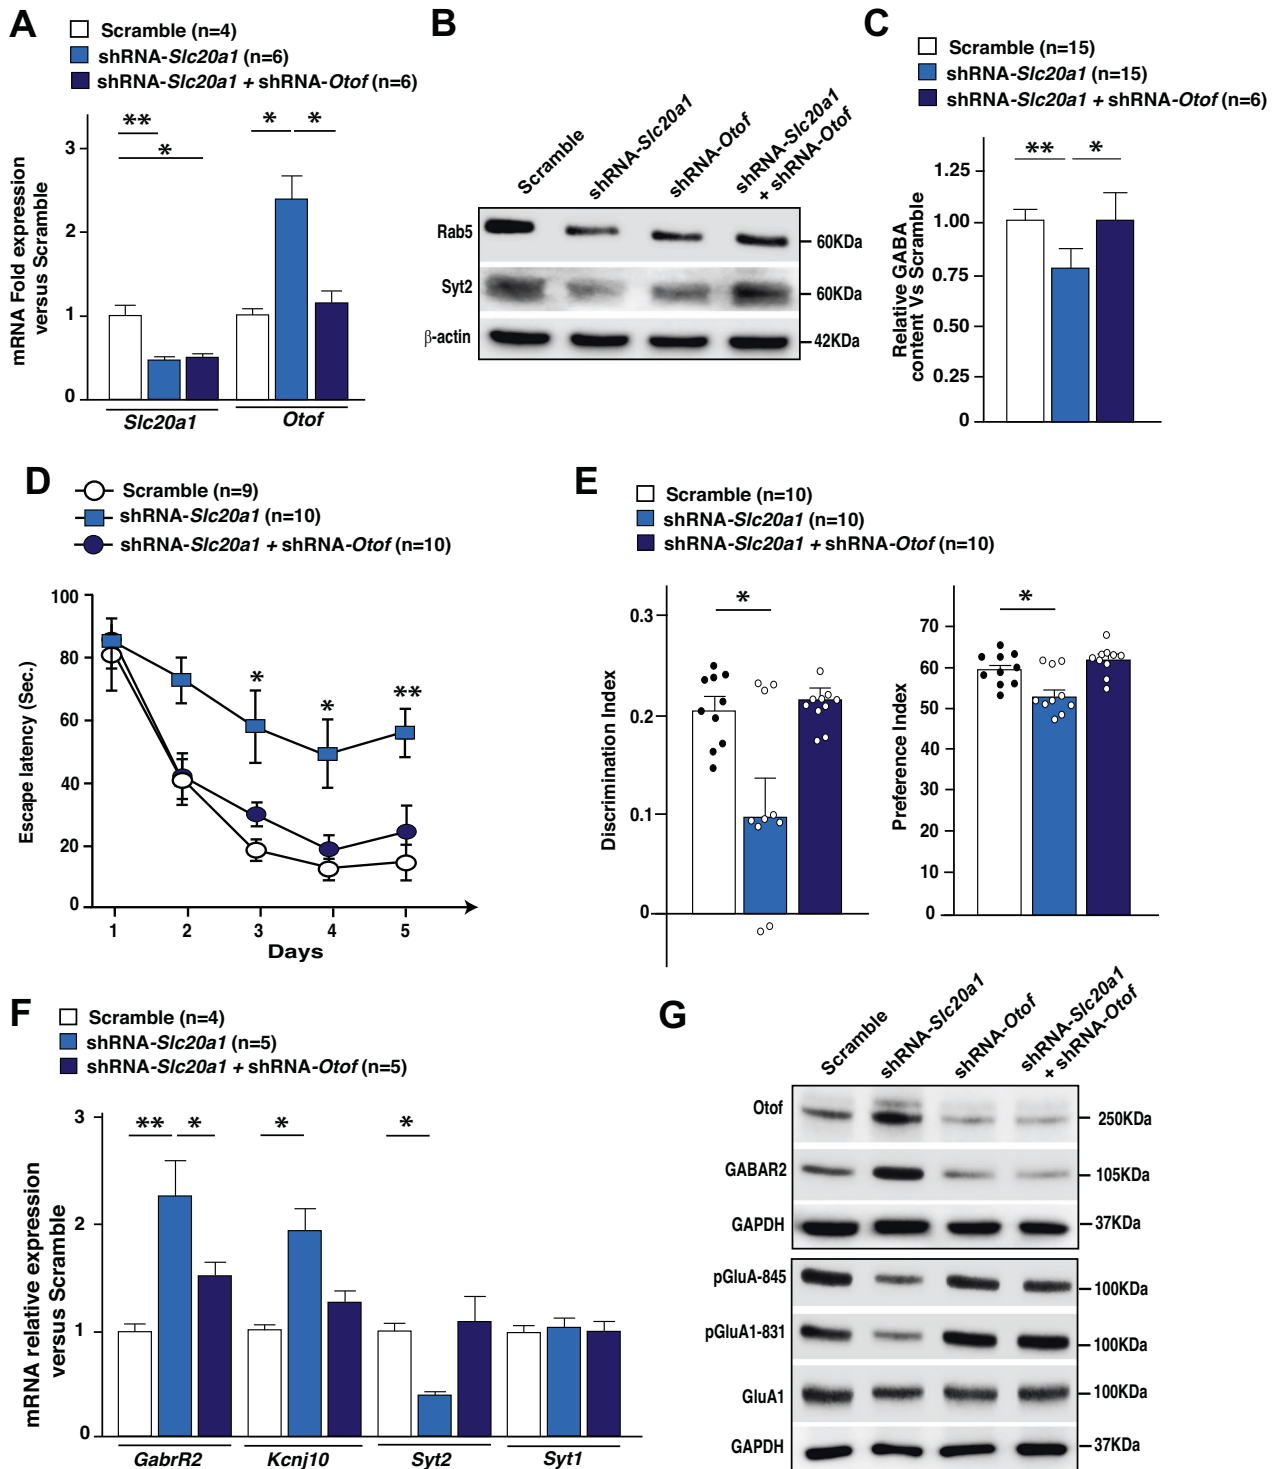 A
Scramble (n=4)
shRNA-Slc20a1 (n=6)
shRNA-Slc20a1 + shRNA-Otof (n=6)
mRNA Fold expression
versus Scramble
3
2
1
0
**
*
*
*
Slc20a1
Otof
B
Scramble
shRNA-Slc20a1
shRNA-Otof
shRNA-Slc20a1
+ shRNA-Otof
Rab5
60KDa
Syt2
60KDa
β-actin
42KDa
C
Scramble (n=15)
shRNA-Slc20a1 (n=15)
shRNA-Slc20a1 + shRNA-Otof (n=6)
Relative GABA
content Vs Scramble
1.25
1.00
0.75
0.50
0.25
0
**
*
D
Scramble (n=9)
shRNA-Slc20a1 (n=10)
shRNA-Slc20a1 + shRNA-Otof (n=10)
Escape latency (Sec.)
100
80
60
40
20
0
*
*
**
1 2 3 4 5
Days
E
Scramble (n=10)
shRNA-Slc20a1 (n=10)
shRNA-Slc20a1 + shRNA-Otof (n=10)
Discrimination Index
0.3
0.2
0.1
0
*
Preference Index
70
60
50
40
30
20
10
0
*
F
Scramble (n=4)
shRNA-Slc20a1 (n=5)
shRNA-Slc20a1 + shRNA-Otof (n=5)
mRNA relative expression
versus Scramble
3
2
1
0
**
*
*
*
GabrR2
Kcnj10
Syt2
Syt1
G
Scramble
shRNA-Slc20a1
shRNA-Otof
shRNA-Slc20a1
+ shRNA-Otof
Otof
250KDa
GABAR2
105KDa
GAPDH
37KDa
pGluA-845
100KDa
pGluA1-831
100KDa
GluA1
100KDa
GAPDH
37KDa